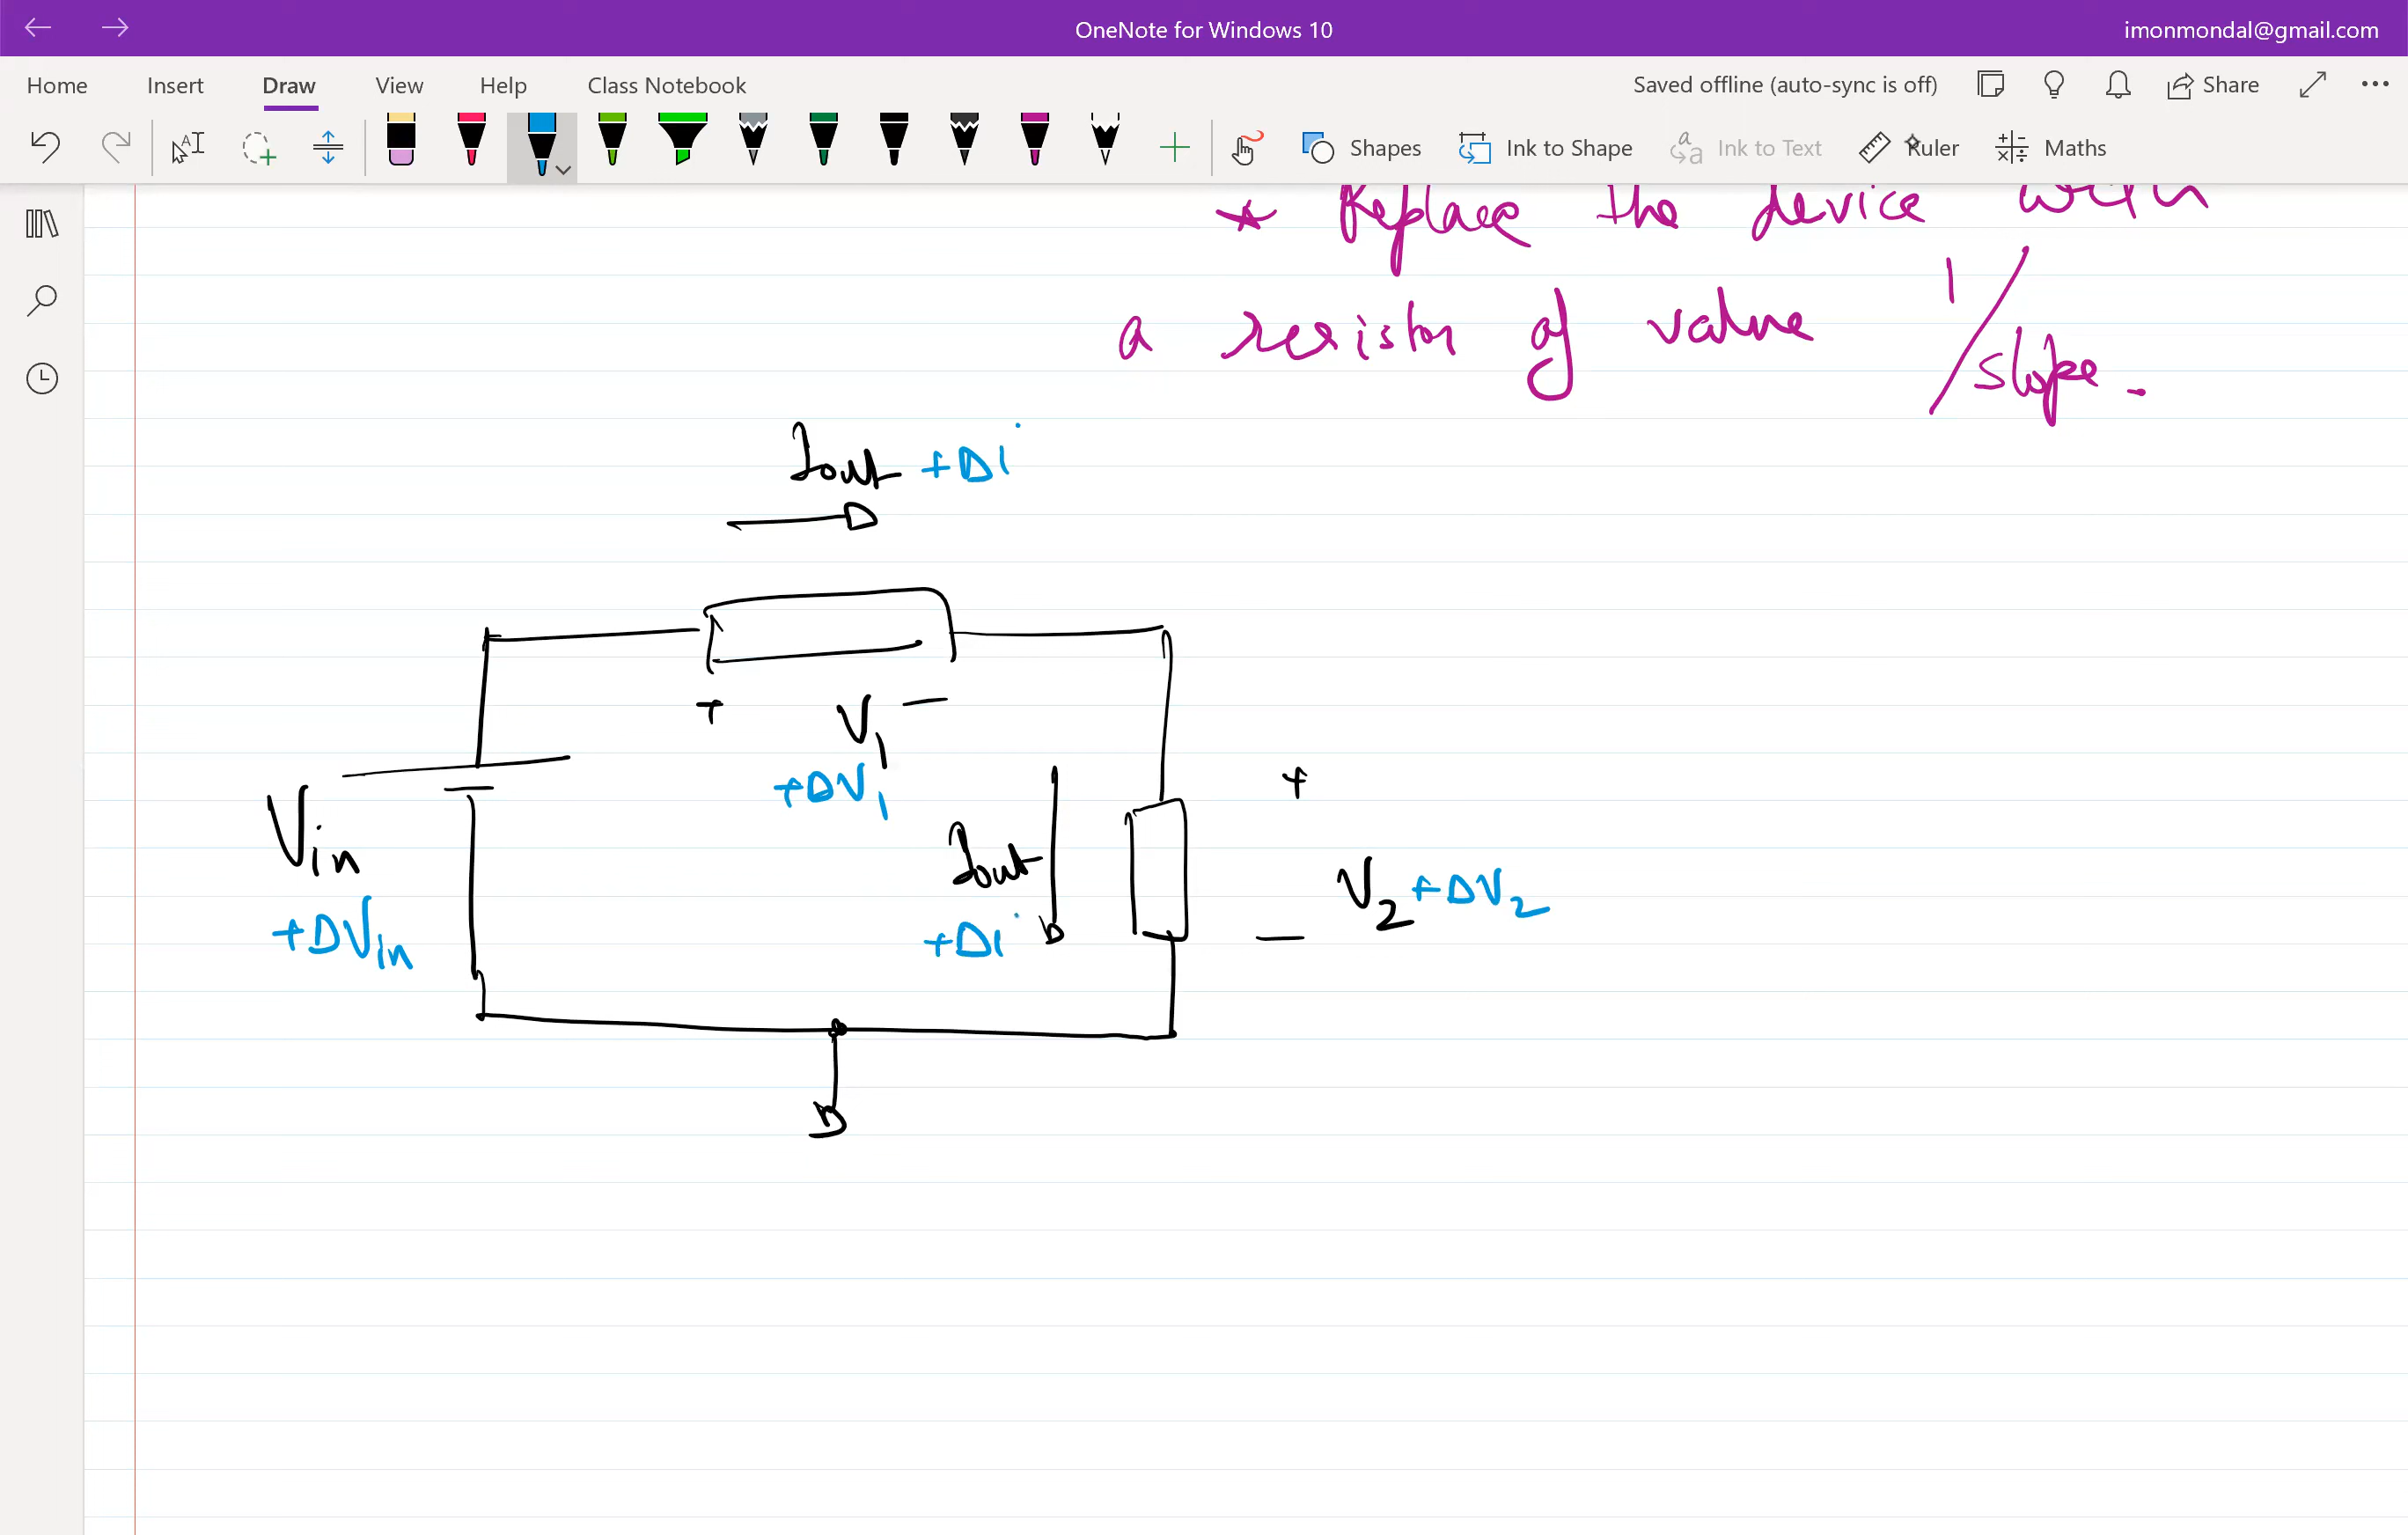 OneNote for Windows 10
imonmondal@gmail.com
Home Insert Draw View Help Class Notebook
Saved offline (auto-sync is off) Share
Shapes Ink to Shape Ink to Text Ruler Maths
* Replace the device with
a resistor of value 1/slope.
Iout +Δi
+ V1 -
+ΔV1
Vin
+ΔVin
Iout
+Δi
+
V2 +ΔV2
-